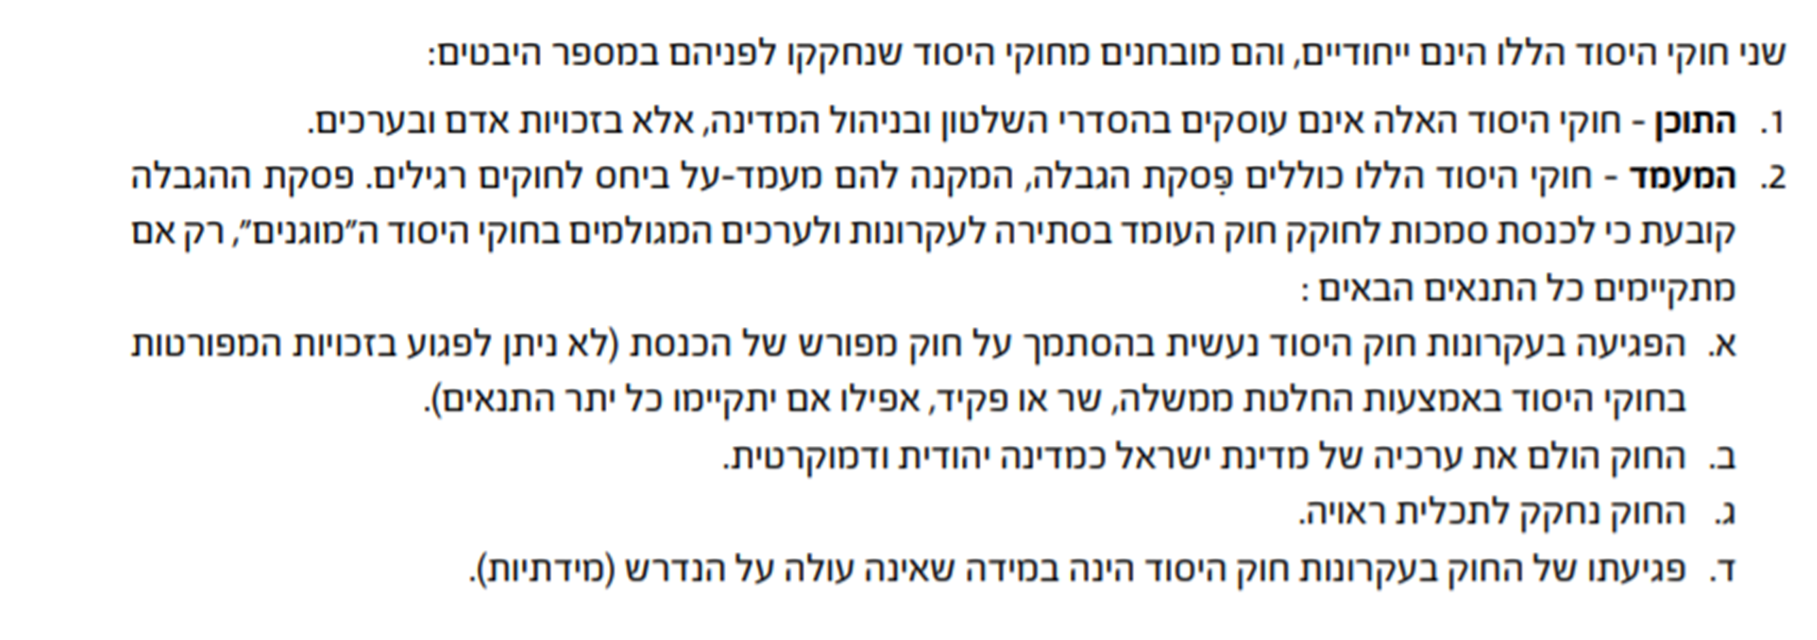 שני חוקי היסוד הללו הינם ייחודיים, והם מובחנים מחוקי היסוד שנחקקו לפניהם במספר היבטים:
1. התוכן - חוקי היסוד האלה אינם עוסקים בהסדרי השלטון ובניהול המדינה, אלא בזכויות אדם ובערכים.
2. המעמד - חוקי היסוד הללו כוללים פִּסקת הגבלה, המקנה להם מעמד-על ביחס לחוקים רגילים. פסקת ההגבלה
קובעת כי לכנסת סמכות לחוקק חוק העומד בסתירה לעקרונות ולערכים המגולמים בחוקי היסוד ה"מוגנים", רק אם
מתקיימים כל התנאים הבאים :
א. הפגיעה בעקרונות חוק היסוד נעשית בהסתמך על חוק מפורש של הכנסת (לא ניתן לפגוע בזכויות המפורטות
בחוקי היסוד באמצעות החלטת ממשלה, שר או פקיד, אפילו אם יתקיימו כל יתר התנאים).
ב. החוק הולם את ערכיה של מדינת ישראל כמדינה יהודית ודמוקרטית.
ג. החוק נחקק לתכלית ראויה.
ד. פגיעתו של החוק בעקרונות חוק היסוד הינה במידה שאינה עולה על הנדרש (מידתיות).